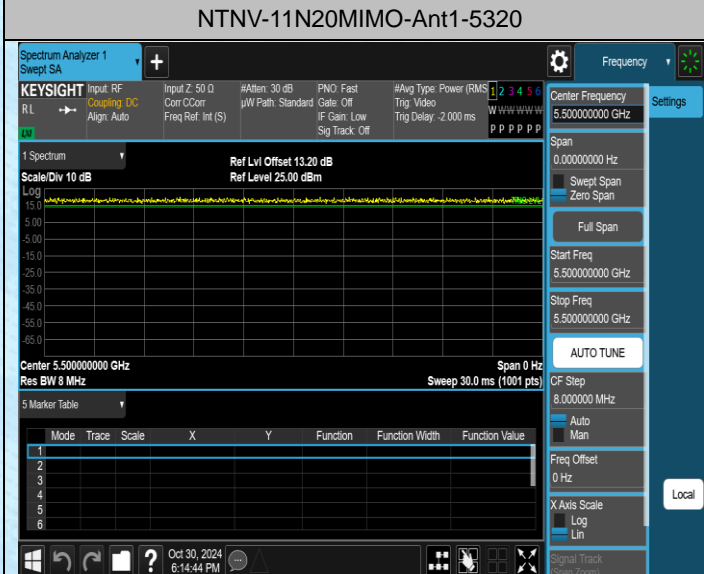 NTNV-11N20MIMO-Ant1-5320
Spectrum Analyzer 1
Swept SA
Frequency
KEYSIGHT
RL
LXI
Input: RF
Coupling: DC
Align: Auto
Input Z: 50 Ω
Corr CCorr
Freq Ref: Int (S)
#Atten: 30 dB
µW Path: Standard
PNO: Fast
Gate: Off
IF Gain: Low
Sig Track: Off
#Avg Type: Power (RMS
Trig: Video
Trig Delay: -2.000 ms
1 2 3 4 5 6
W W W W W W
P P P P P P
Center Frequency
5.500000000 GHz
Settings
Span
0.00000000 Hz
Swept Span
Zero Span
Full Span
Start Freq
5.500000000 GHz
Stop Freq
5.500000000 GHz
AUTO TUNE
CF Step
8.000000 MHz
Auto
Man
Freq Offset
0 Hz
X Axis Scale
Log
Lin
Signal Track
(Span Zoom)
Local
1 Spectrum
Scale/Div 10 dB
Ref Lvl Offset 13.20 dB
Ref Level 25.00 dBm
Log
15.0
5.00
-5.00
-15.0
-25.0
-35.0
-45.0
-55.0
-65.0
Center 5.500000000 GHz
Res BW 8 MHz
Span 0 Hz
Sweep 30.0 ms (1001 pts)
5 Marker Table
Mode Trace Scale X Y Function Function Width Function Value
1
2
3
4
5
6
?
Oct 30, 2024
6:14:44 PM